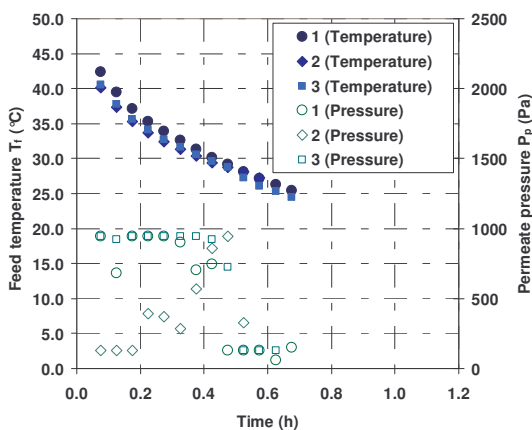 50.0
45.0
40.0
35.0
30.0
25.0
20.0
15.0
10.0
5.0
0.0
Feed temperature Tf (°C)
1 (Temperature)
2 (Temperature)
3 (Temperature)
1 (Pressure)
2 (Pressure)
3 (Pressure)
2500
2000
1500
1000
500
0
Permeate pressure Pp (Pa)
0.0 0.2 0.4 0.6 0.8 1.0 1.2
Time (h)